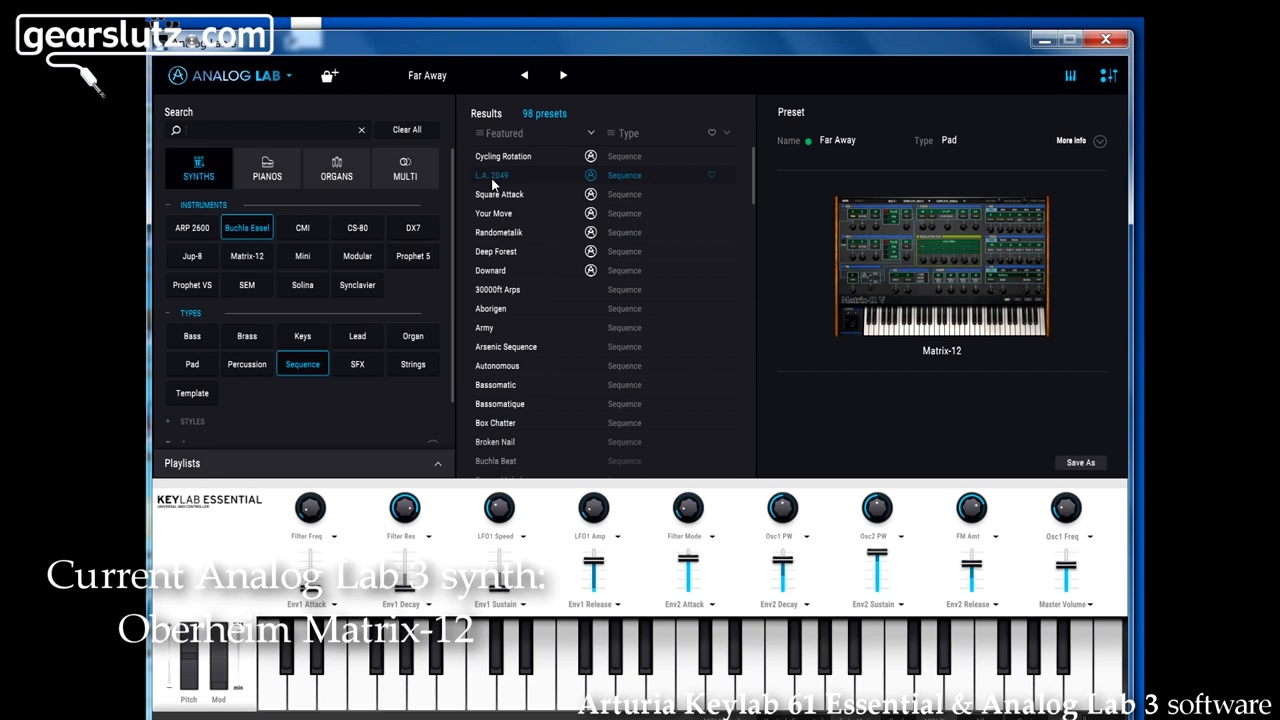 gearslutz.com
ANALOG LAB
Far Away
Search
Clear All
SYNTHS PIANOS ORGANS MULTI
INSTRUMENTS
ARP 2600 Buchla Easel CMI CS-80 DX7
Jup-8 Matrix-12 Mini Modular Prophet 5
Prophet VS SEM Solina Synclavier
TYPES
Bass Brass Keys Lead Organ
Pad Percussion Sequence SFX Strings
Template
+ STYLES
Playlists
Results 98 presets
Featured Type
Cycling Rotation Sequence
L.A. 2049 Sequence
Square Attack Sequence
Your Move Sequence
Randometalik Sequence
Deep Forest Sequence
Downard Sequence
30000ft Arps Sequence
Aborigen Sequence
Army Sequence
Arsenic Sequence Sequence
Autonomous Sequence
Bassomatic Sequence
Bassomatique Sequence
Box Chatter Sequence
Broken Nail Sequence
Buchla Beat Sequence
Preset
Name Far Away Type Pad More info
Matrix-12 V
Matrix-12
Save As
KEYLAB ESSENTIAL
UNIVERSAL MIDI CONTROLLER
Filter Freq Filter Res LFO1 Speed LFO1 Amp Filter Mode Osc1 PW Osc2 PW FM Amt Osc1 Freq
Env1 Attack Env1 Decay Env1 Sustain Env1 Release Env2 Attack Env2 Decay Env2 Sustain Env2 Release Master Volume
Current Analog Lab 3 synth:
Oberheim Matrix-12
min
Pitch Mod
Arturia Keylab 61 Essential & Analog Lab 3 software